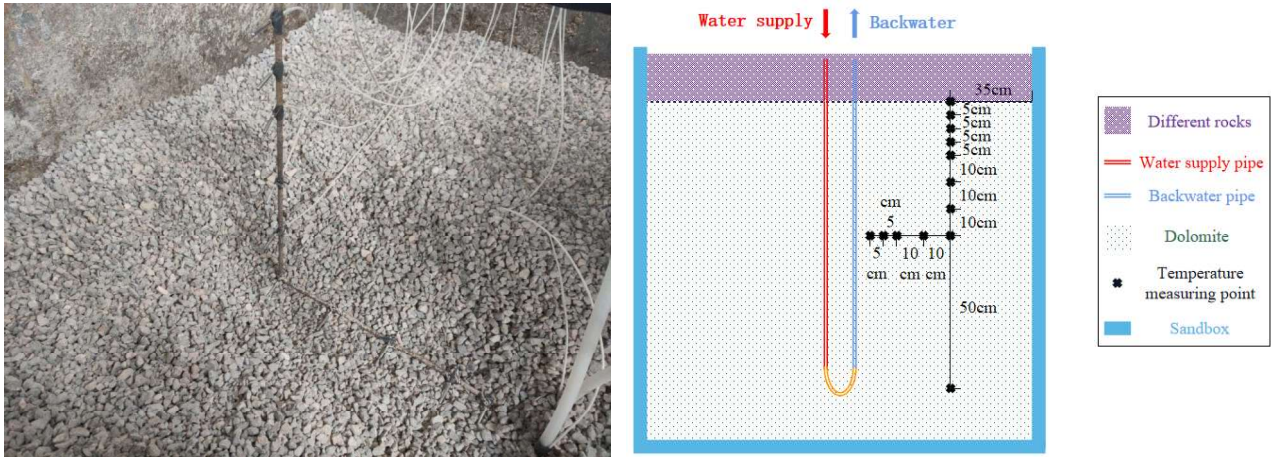 Water supply
Backwater
35cm
5cm
5cm
5cm
5cm
10cm
10cm
10cm
cm
5
5
10
10
cm
cm
cm
50cm
Different rocks
Water supply pipe
Backwater pipe
Dolomite
Temperature
measuring point
Sandbox